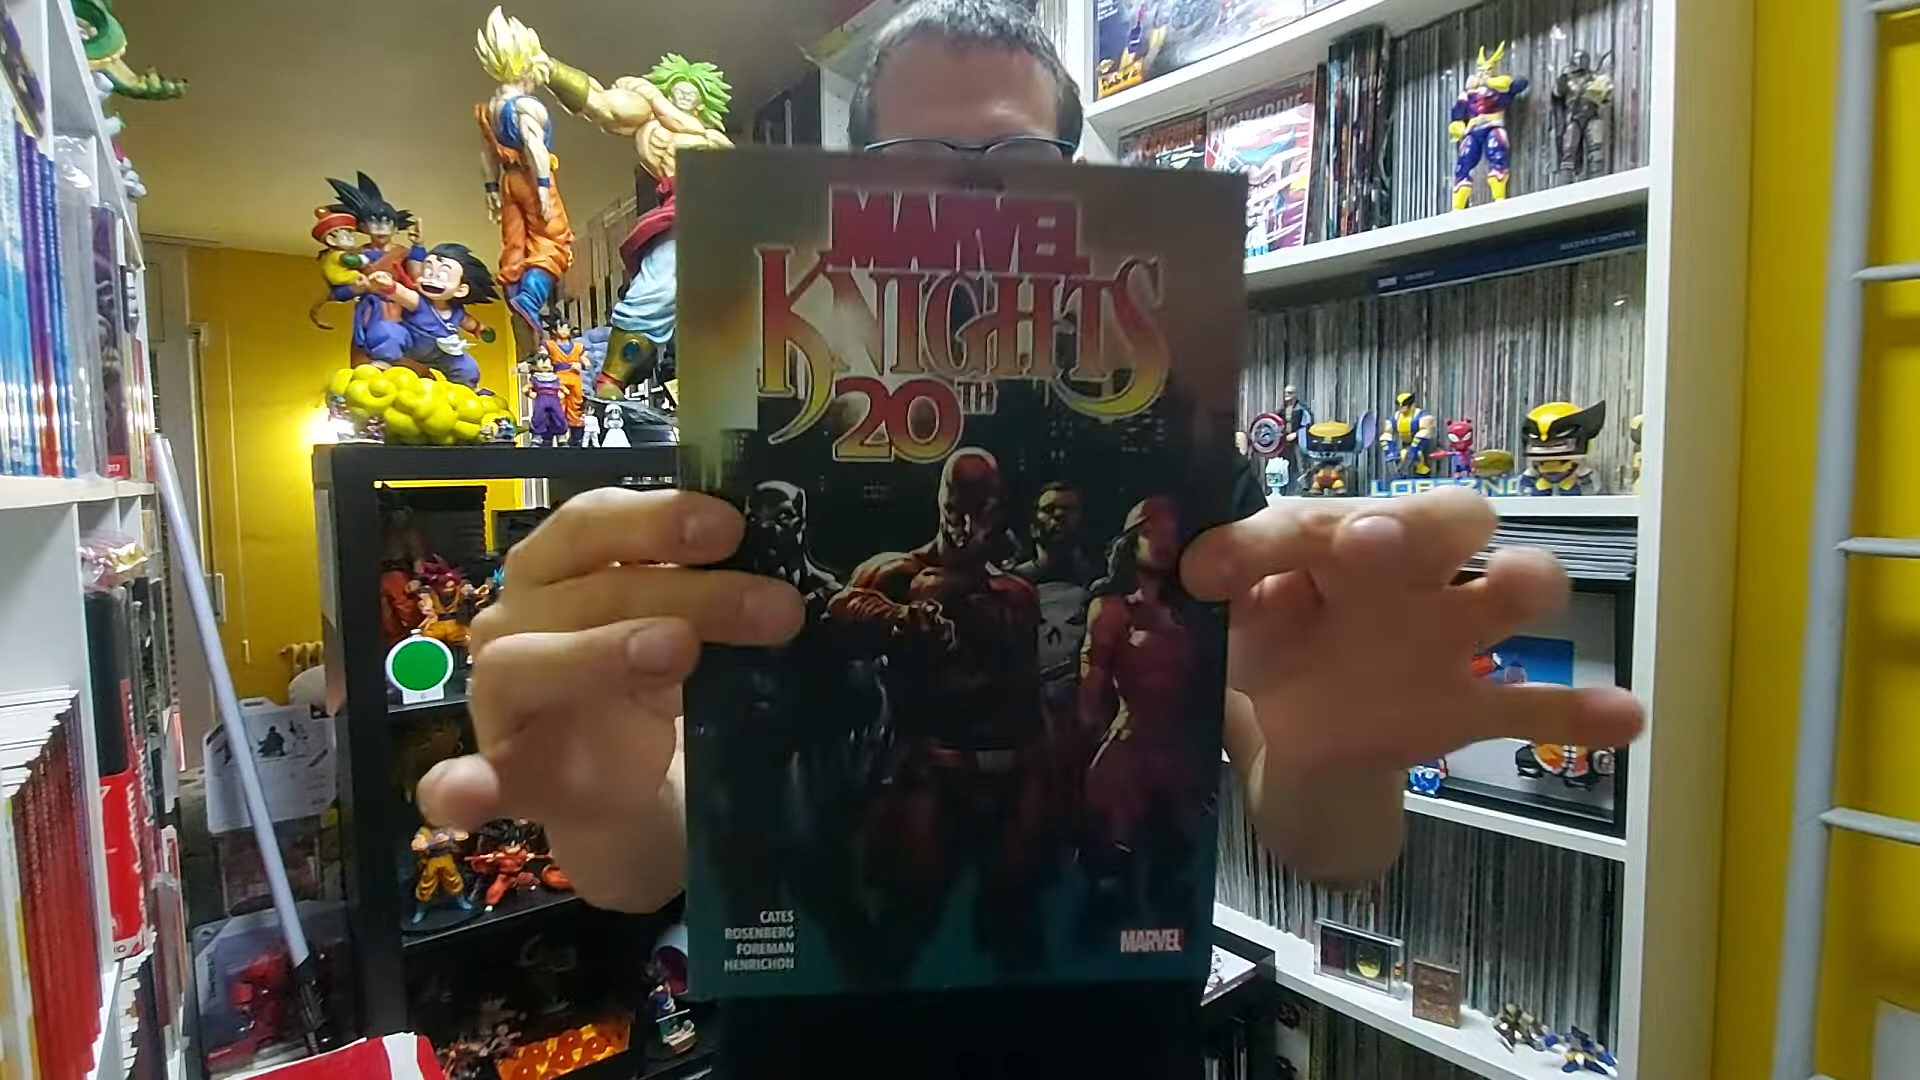 MARVEL
KNIGHTS
20TH
CATES
ROSENBERG
FOREMAN
HENRICHON
MARVEL
WOLVERINE